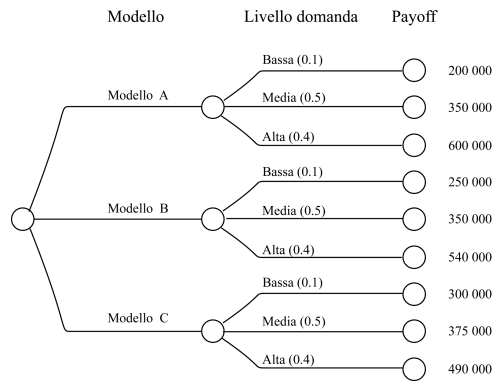 Modello Livello domanda Payoff
Bassa (0.1) 200 000
Modello A Media (0.5) 350 000
Alta (0.4) 600 000
Bassa (0.1) 250 000
Modello B Media (0.5) 350 000
Alta (0.4) 540 000
Bassa (0.1) 300 000
Modello C Media (0.5) 375 000
Alta (0.4) 490 000